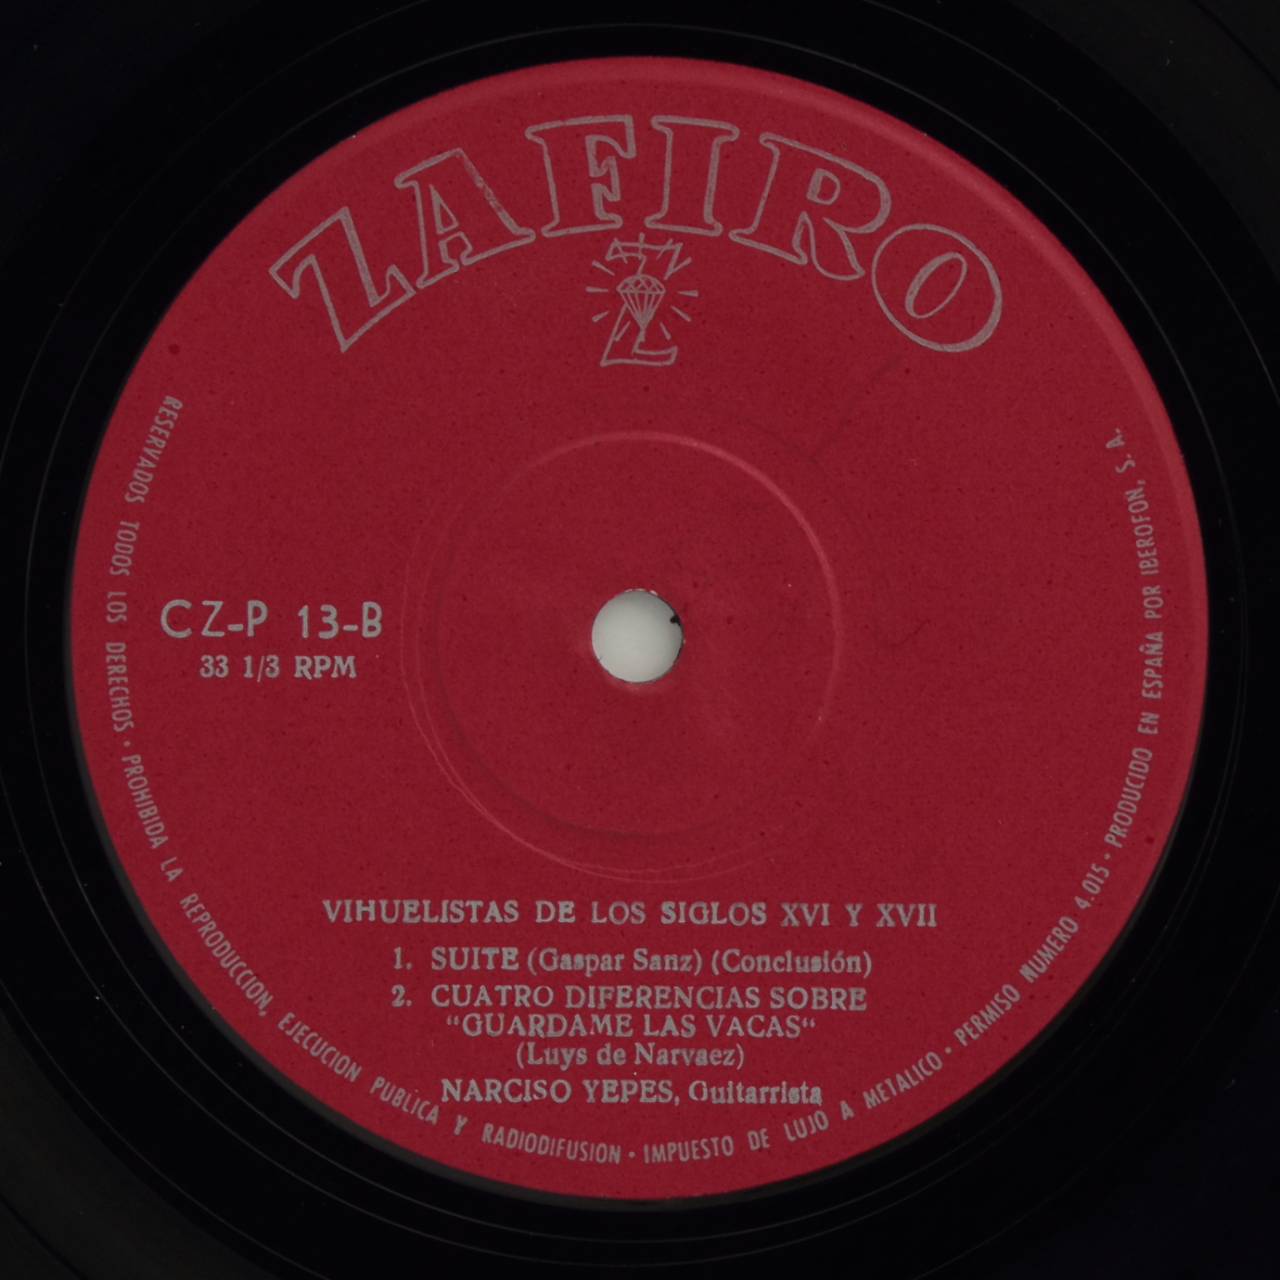 ZAFIRO
Z
CZ-P 13-B
33 1/3 RPM
VIHUELISTAS DE LOS SIGLOS XVI Y XVII
1. SUITE (Gaspar Sanz) (Conclusión)
2. CUATRO DIFERENCIAS SOBRE
“GUARDAME LAS VACAS“
(Luys de Narvaez)
NARCISO YEPES, Guitarrista
RESERVADOS TODOS LOS DERECHOS · PROHIBIDA LA REPRODUCCION, EJECUCION PUBLICA Y RADIODIFUSION · IMPUESTO DE LUJO A METALICO · PERMISO NUMERO 4.015 · PRODUCIDO EN ESPAÑA POR IBEROFON, S. A.